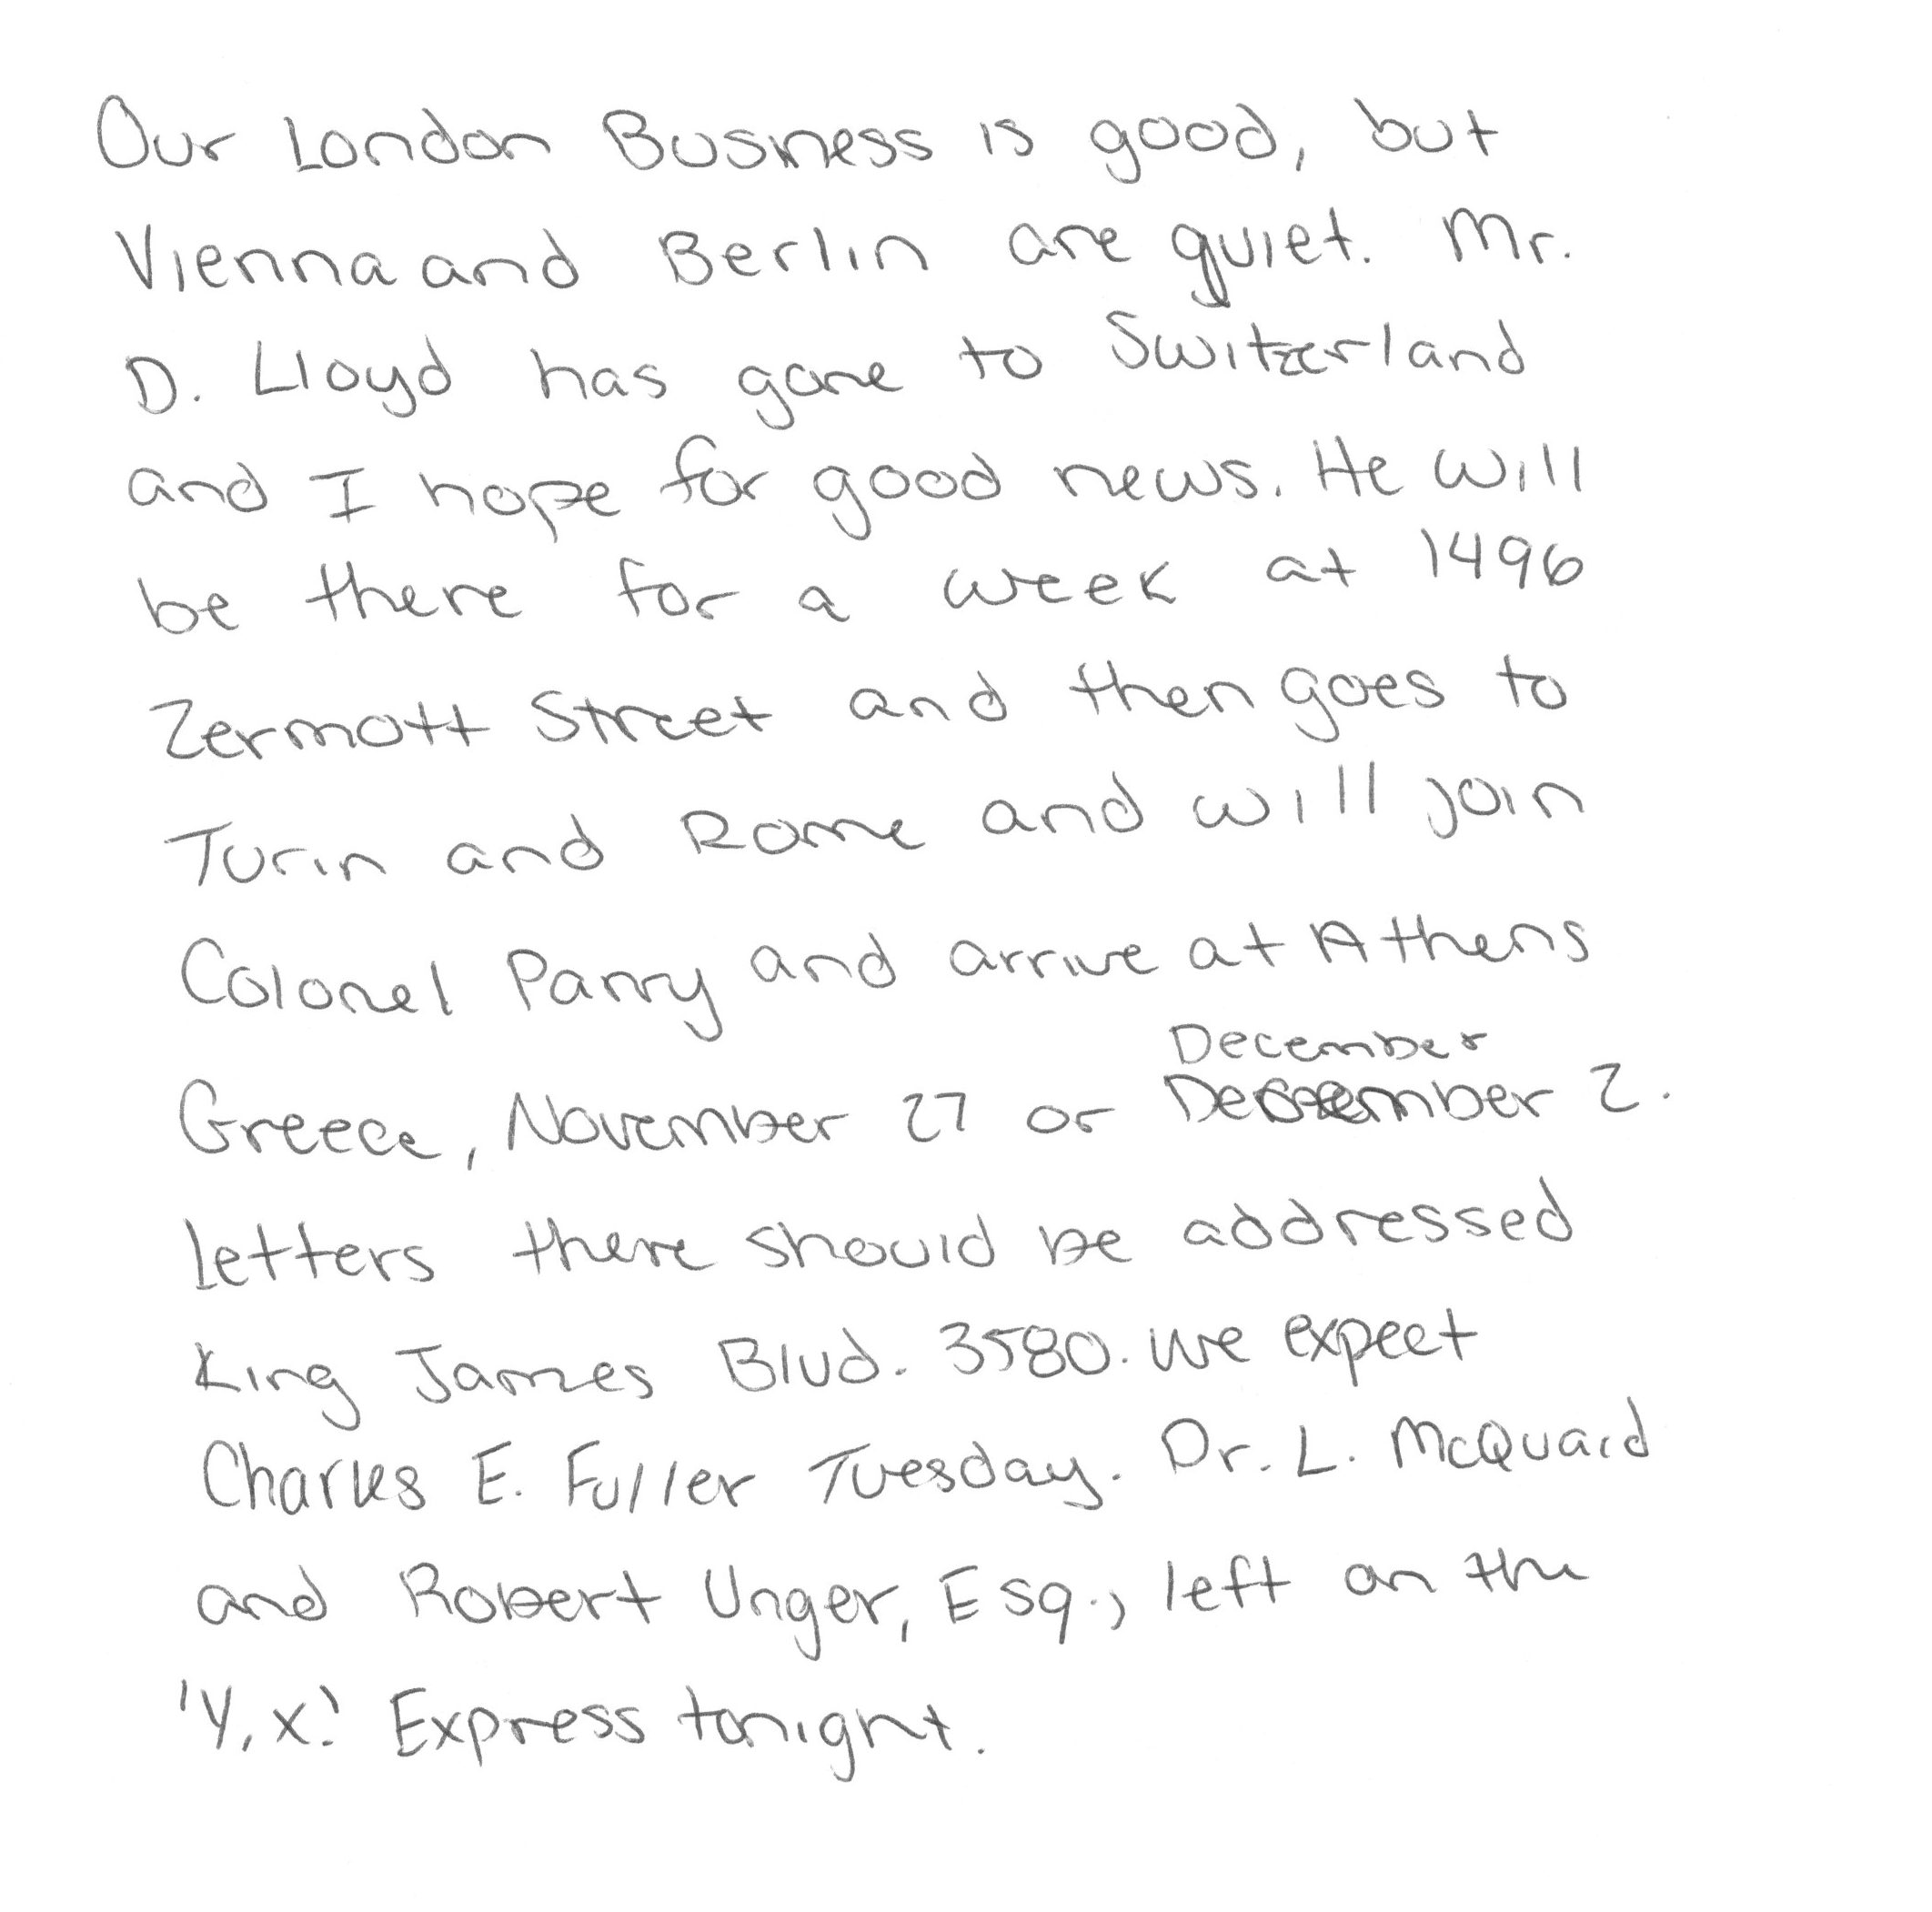 Our London Business is good, but
Vienna and Berlin are quiet. Mr.
D. Lloyd has gone to Switzerland
and I hope for good news. He will
be there for a week at 1496
Zermott Street and then goes to
Turin and Rome and will join
Colonel Parry and arrive at Athens
December
Greece, November 27 or December 2.
Letters there should be addressed
King James Blvd. 3580. We expect
Charles E. Fuller Tuesday. Dr. L. McQuaid
and Robert Unger, Esq., left on the
'Y, X.' Express tonight.